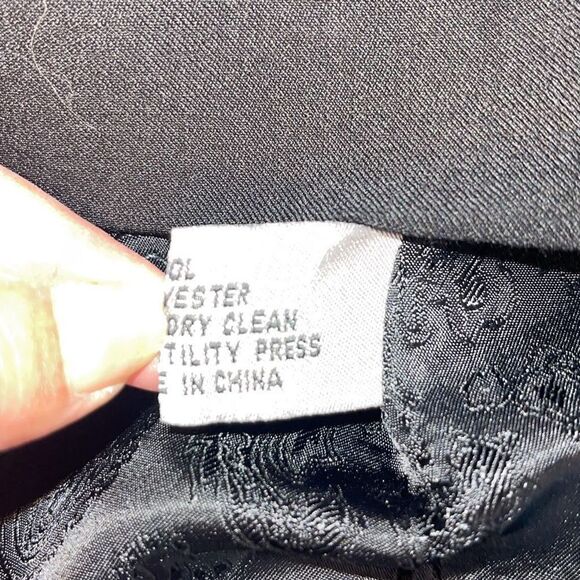 OL
YESTER
DRY CLEAN
TILITY PRESS
E IN CHINA